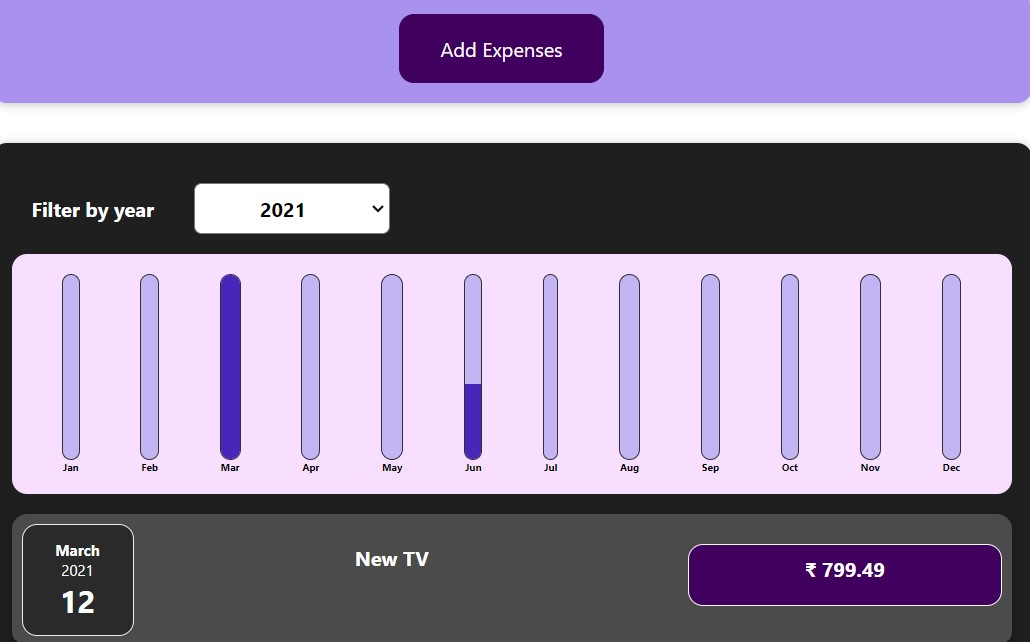 Add Expenses
Filter by year
2021
Jan Feb Mar Apr May Jun Jul Aug Sep Oct Nov Dec
March
2021
12
New TV
₹ 799.49